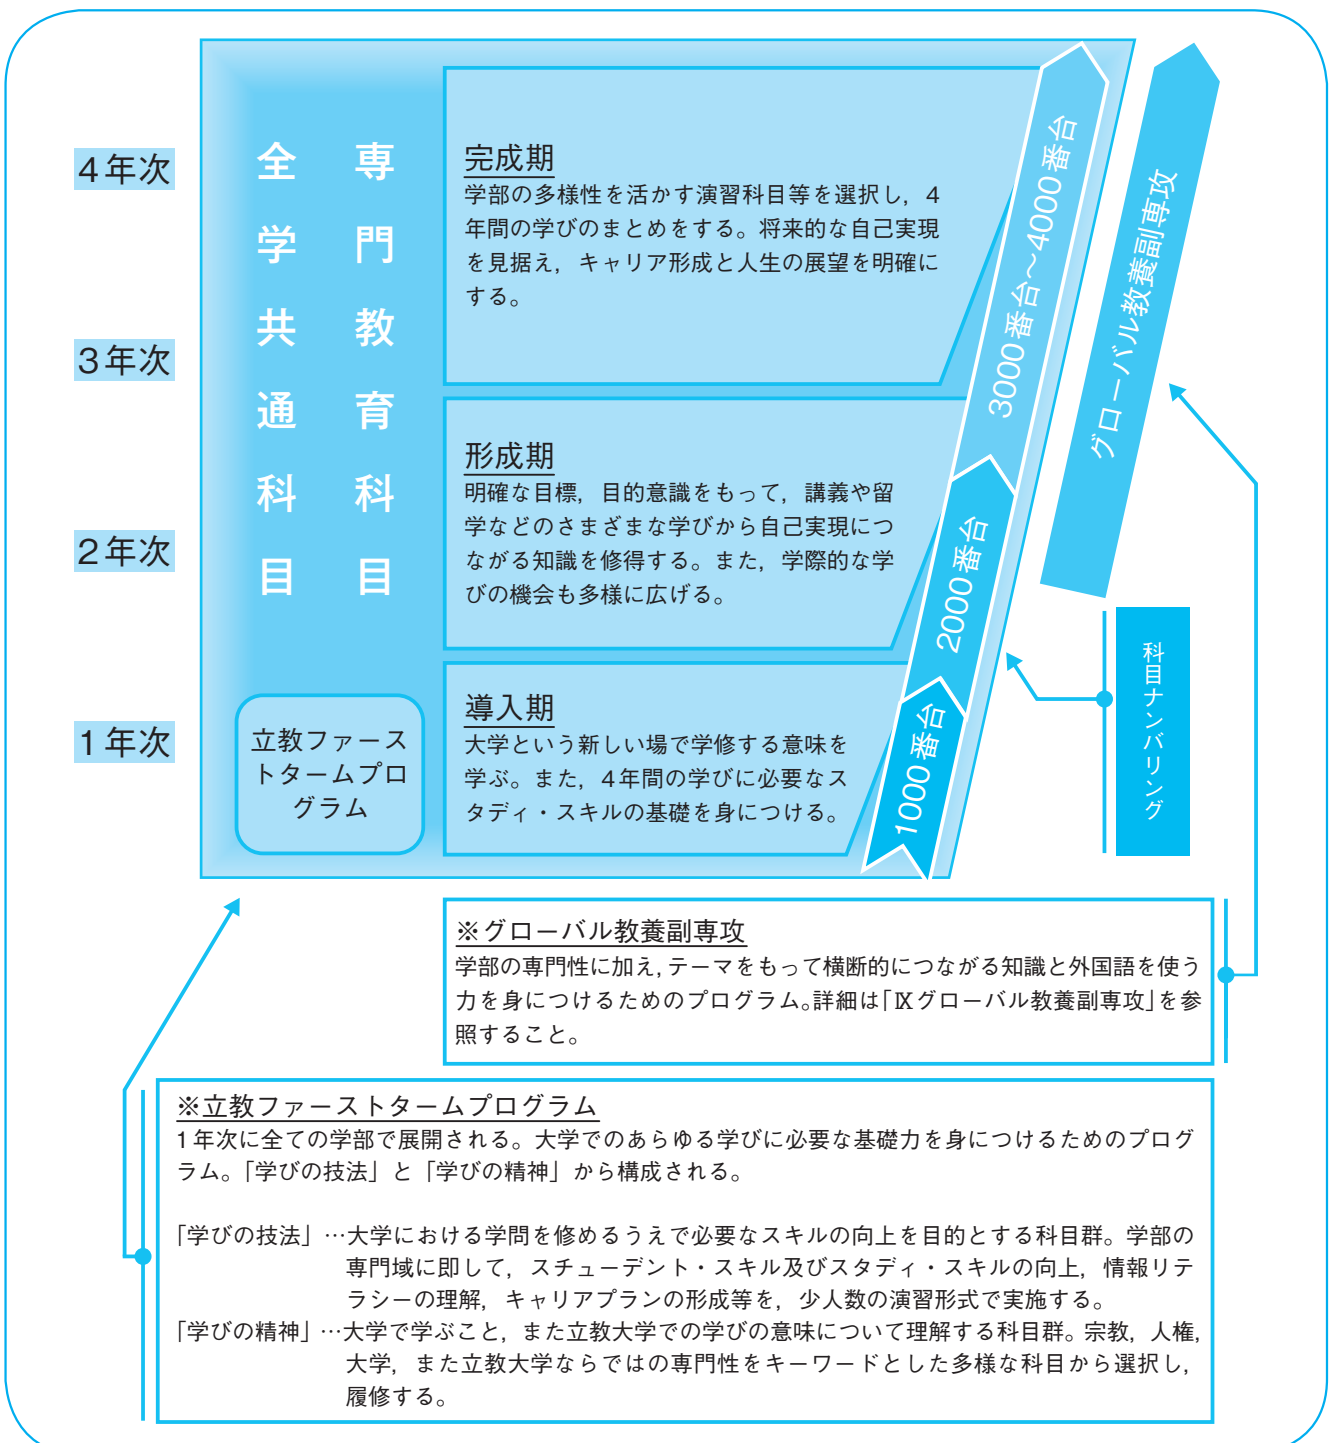 4年次
3年次
2年次
1年次
全学共通科目
専門教育科目
立教ファース
トタームプロ
グラム
完成期
学部の多様性を活かす演習科目等を選択し，4
年間の学びのまとめをする。将来的な自己実現
を見据え，キャリア形成と人生の展望を明確に
する。
形成期
明確な目標，目的意識をもって，講義や留
学などのさまざまな学びから自己実現につ
ながる知識を修得する。また，学際的な学
びの機会も多様に広げる。
導入期
大学という新しい場で学修する意味を
学ぶ。また，4年間の学びに必要なス
タディ・スキルの基礎を身につける。
3000番台～4000番台
2000番台
1000番台
グローバル教養副専攻
科目ナンバリング
※グローバル教養副専攻
学部の専門性に加え，テーマをもって横断的につながる知識と外国語を使う
力を身につけるためのプログラム。詳細は「Ⅸグローバル教養副専攻」を参
照すること。
※立教ファーストタームプログラム
1年次に全ての学部で展開される。大学でのあらゆる学びに必要な基礎力を身につけるためのプログ
ラム。「学びの技法」と「学びの精神」から構成される。
「学びの技法」…大学における学問を修めるうえで必要なスキルの向上を目的とする科目群。学部の
専門域に即して，スチューデント・スキル及びスタディ・スキルの向上，情報リテ
ラシーの理解，キャリアプランの形成等を，少人数の演習形式で実施する。
「学びの精神」…大学で学ぶこと，また立教大学での学びの意味について理解する科目群。宗教，人権，
大学，また立教大学ならではの専門性をキーワードとした多様な科目から選択し，
履修する。